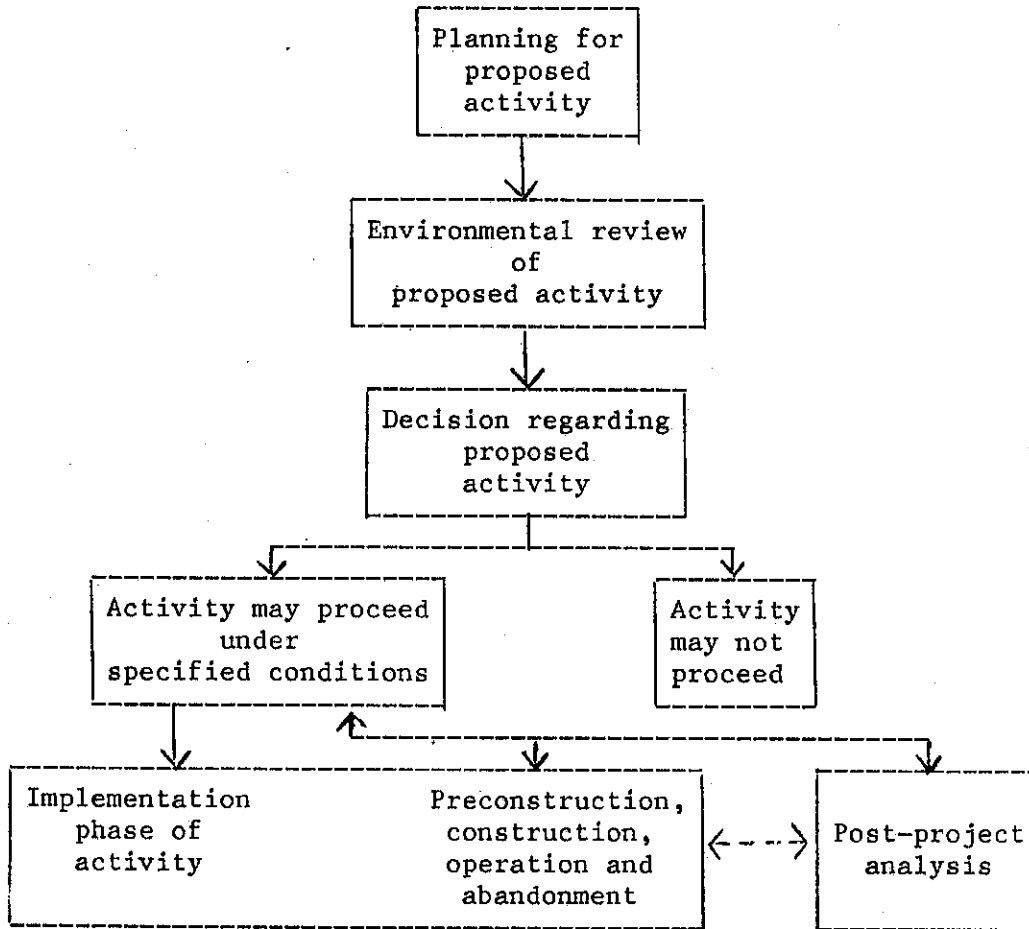 Planning for
proposed
activity
Environmental review
of
proposed activity
Decision regarding
proposed
activity
Activity may proceed
under
specified conditions
Activity
may not
proceed
Implementation
phase of
activity
Preconstruction,
construction,
operation and
abandonment
Post-project
analysis